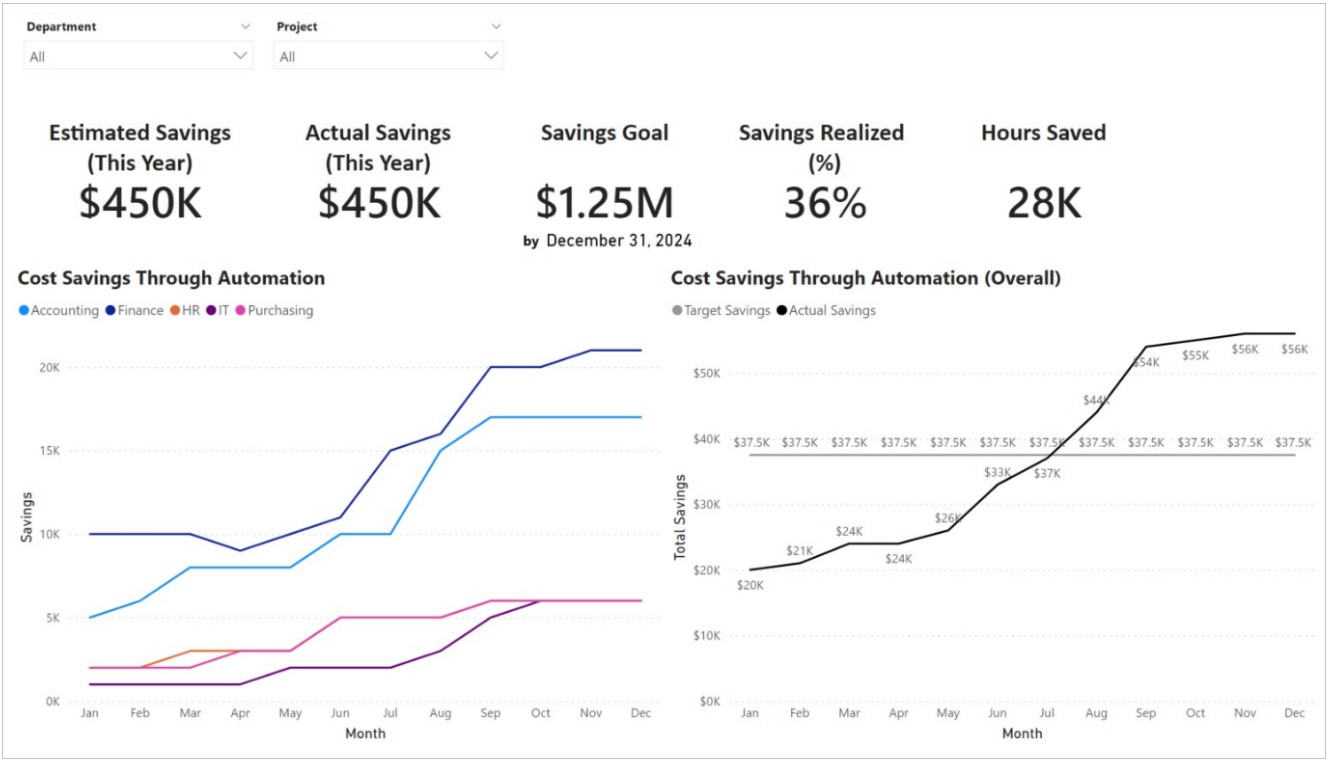 Department
Project
All
All
Estimated Savings
(This Year)
$450K
Actual Savings
(This Year)
$450K
Savings Goal
$1.25M
by December 31, 2024
Savings Realized
(%)
36%
Hours Saved
28K
Cost Savings Through Automation
Accounting Finance HR IT Purchasing
20K
15K
10K
5K
0K
Savings
Jan Feb Mar Apr May Jun Jul Aug Sep Oct Nov Dec
Month
Cost Savings Through Automation (Overall)
Target Savings Actual Savings
$50K
$40K
$30K
$20K
$10K
$0K
Total Savings
$37.5K $37.5K $37.5K $37.5K $37.5K $37.5K $37.5K $37.5K $37.5K $37.5K $37.5K $37.5K
$20K $21K $24K $24K $26K $33K $37K $44K $54K $55K $56K $56K
Jan Feb Mar Apr May Jun Jul Aug Sep Oct Nov Dec
Month